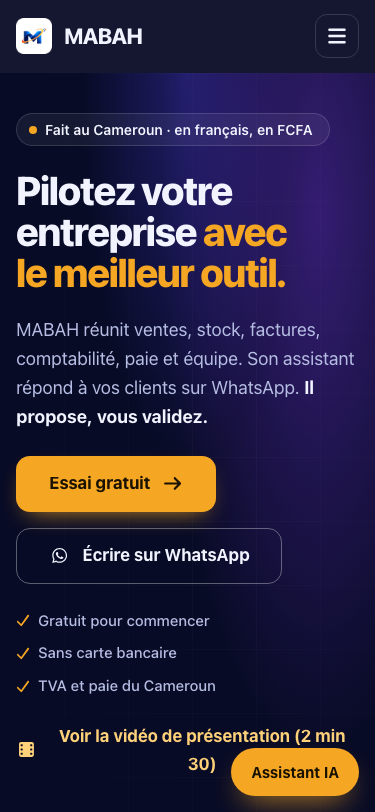 MABAH
Fait au Cameroun · en français, en FCFA
Pilotez votre
entreprise avec
le meilleur outil.
MABAH réunit ventes, stock, factures,
comptabilité, paie et équipe. Son assistant
répond à vos clients sur WhatsApp. Il
propose, vous validez.
Essai gratuit
Écrire sur WhatsApp
Gratuit pour commencer
Sans carte bancaire
TVA et paie du Cameroun
Voir la vidéo de présentation (2 min
30)
Assistant IA